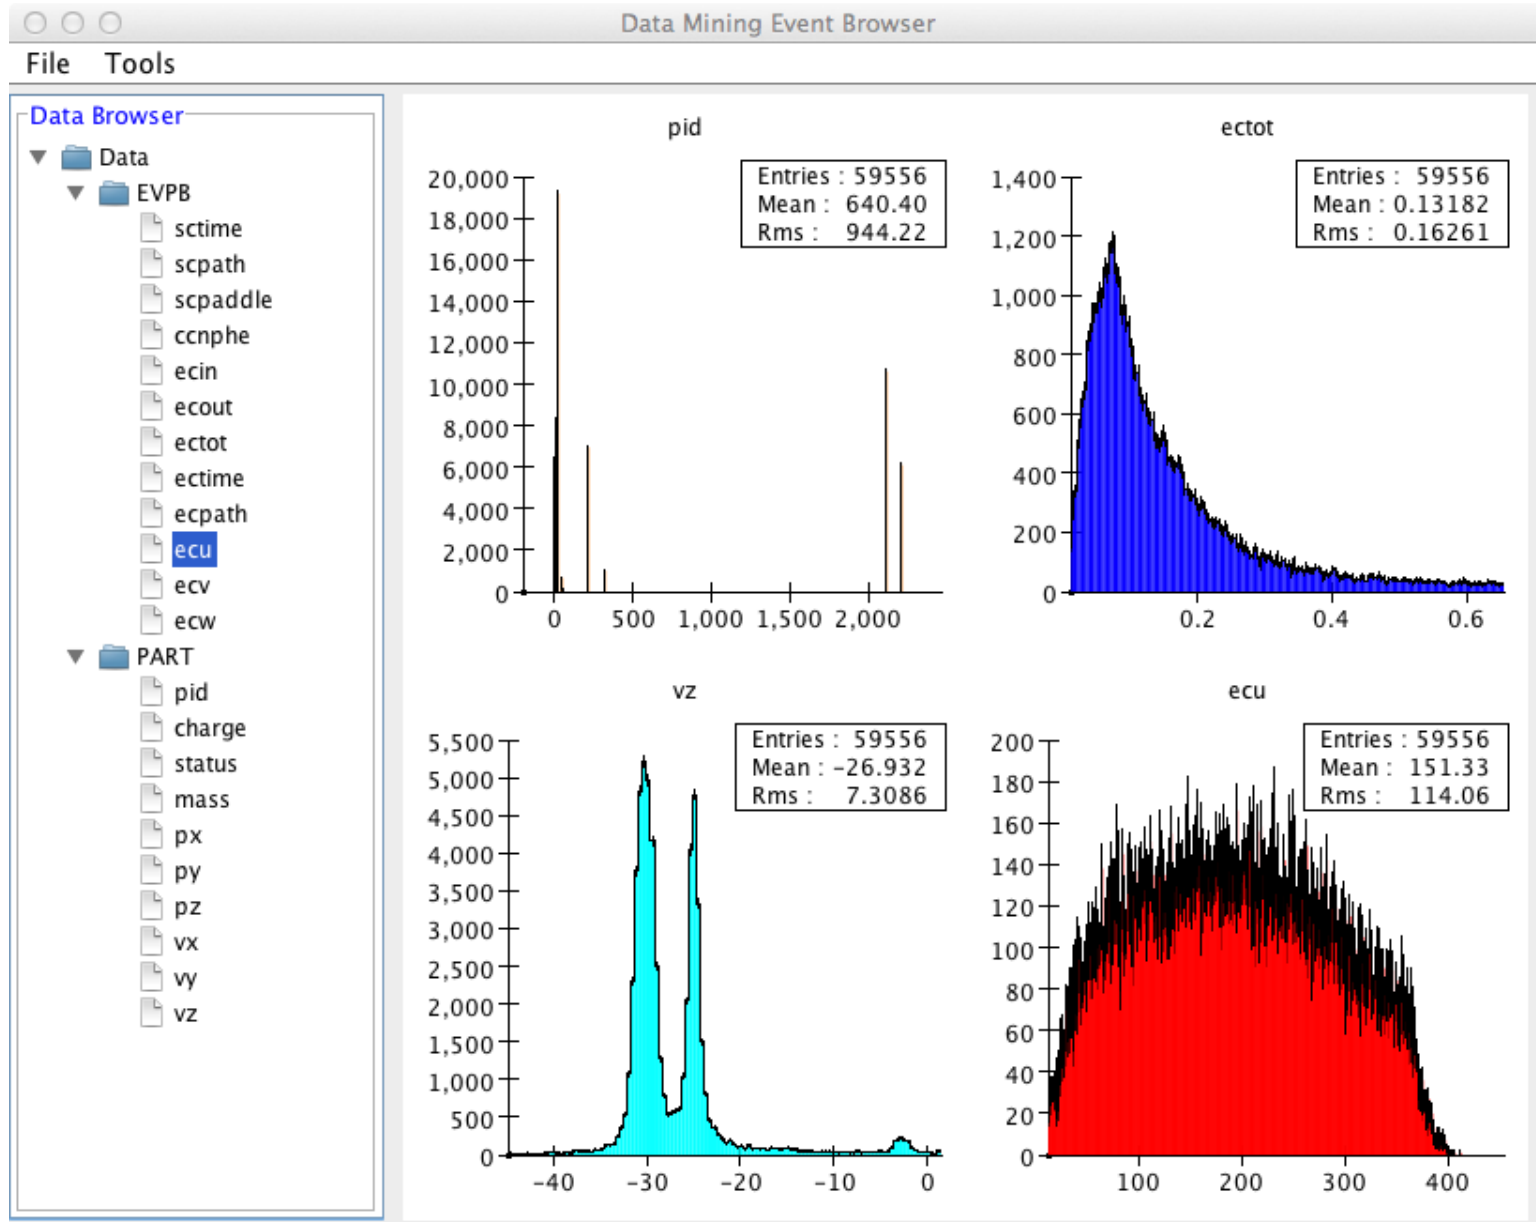 Data Mining Event Browser
File Tools
Data Browser
Data
EVPB
sctime
scpath
scpaddle
ccnphe
ecin
ecout
ectot
ectime
ecpath
ecu
ecv
ecw
PART
pid
charge
status
mass
px
py
pz
vx
vy
vz
pid
Entries : 59556
Mean : 640.40
Rms : 944.22
20,000
18,000
16,000
14,000
12,000
10,000
8,000
6,000
4,000
2,000
0
0 500 1,000 1,500 2,000
ectot
Entries : 59556
Mean : 0.13182
Rms : 0.16261
1,400
1,200
1,000
800
600
400
200
0
0.2 0.4 0.6
vz
Entries : 59556
Mean : -26.932
Rms : 7.3086
5,500
5,000
4,500
4,000
3,500
3,000
2,500
2,000
1,500
1,000
500
0
-40 -30 -20 -10 0
ecu
Entries : 59556
Mean : 151.33
Rms : 114.06
200
180
160
140
120
100
80
60
40
20
0
100 200 300 400